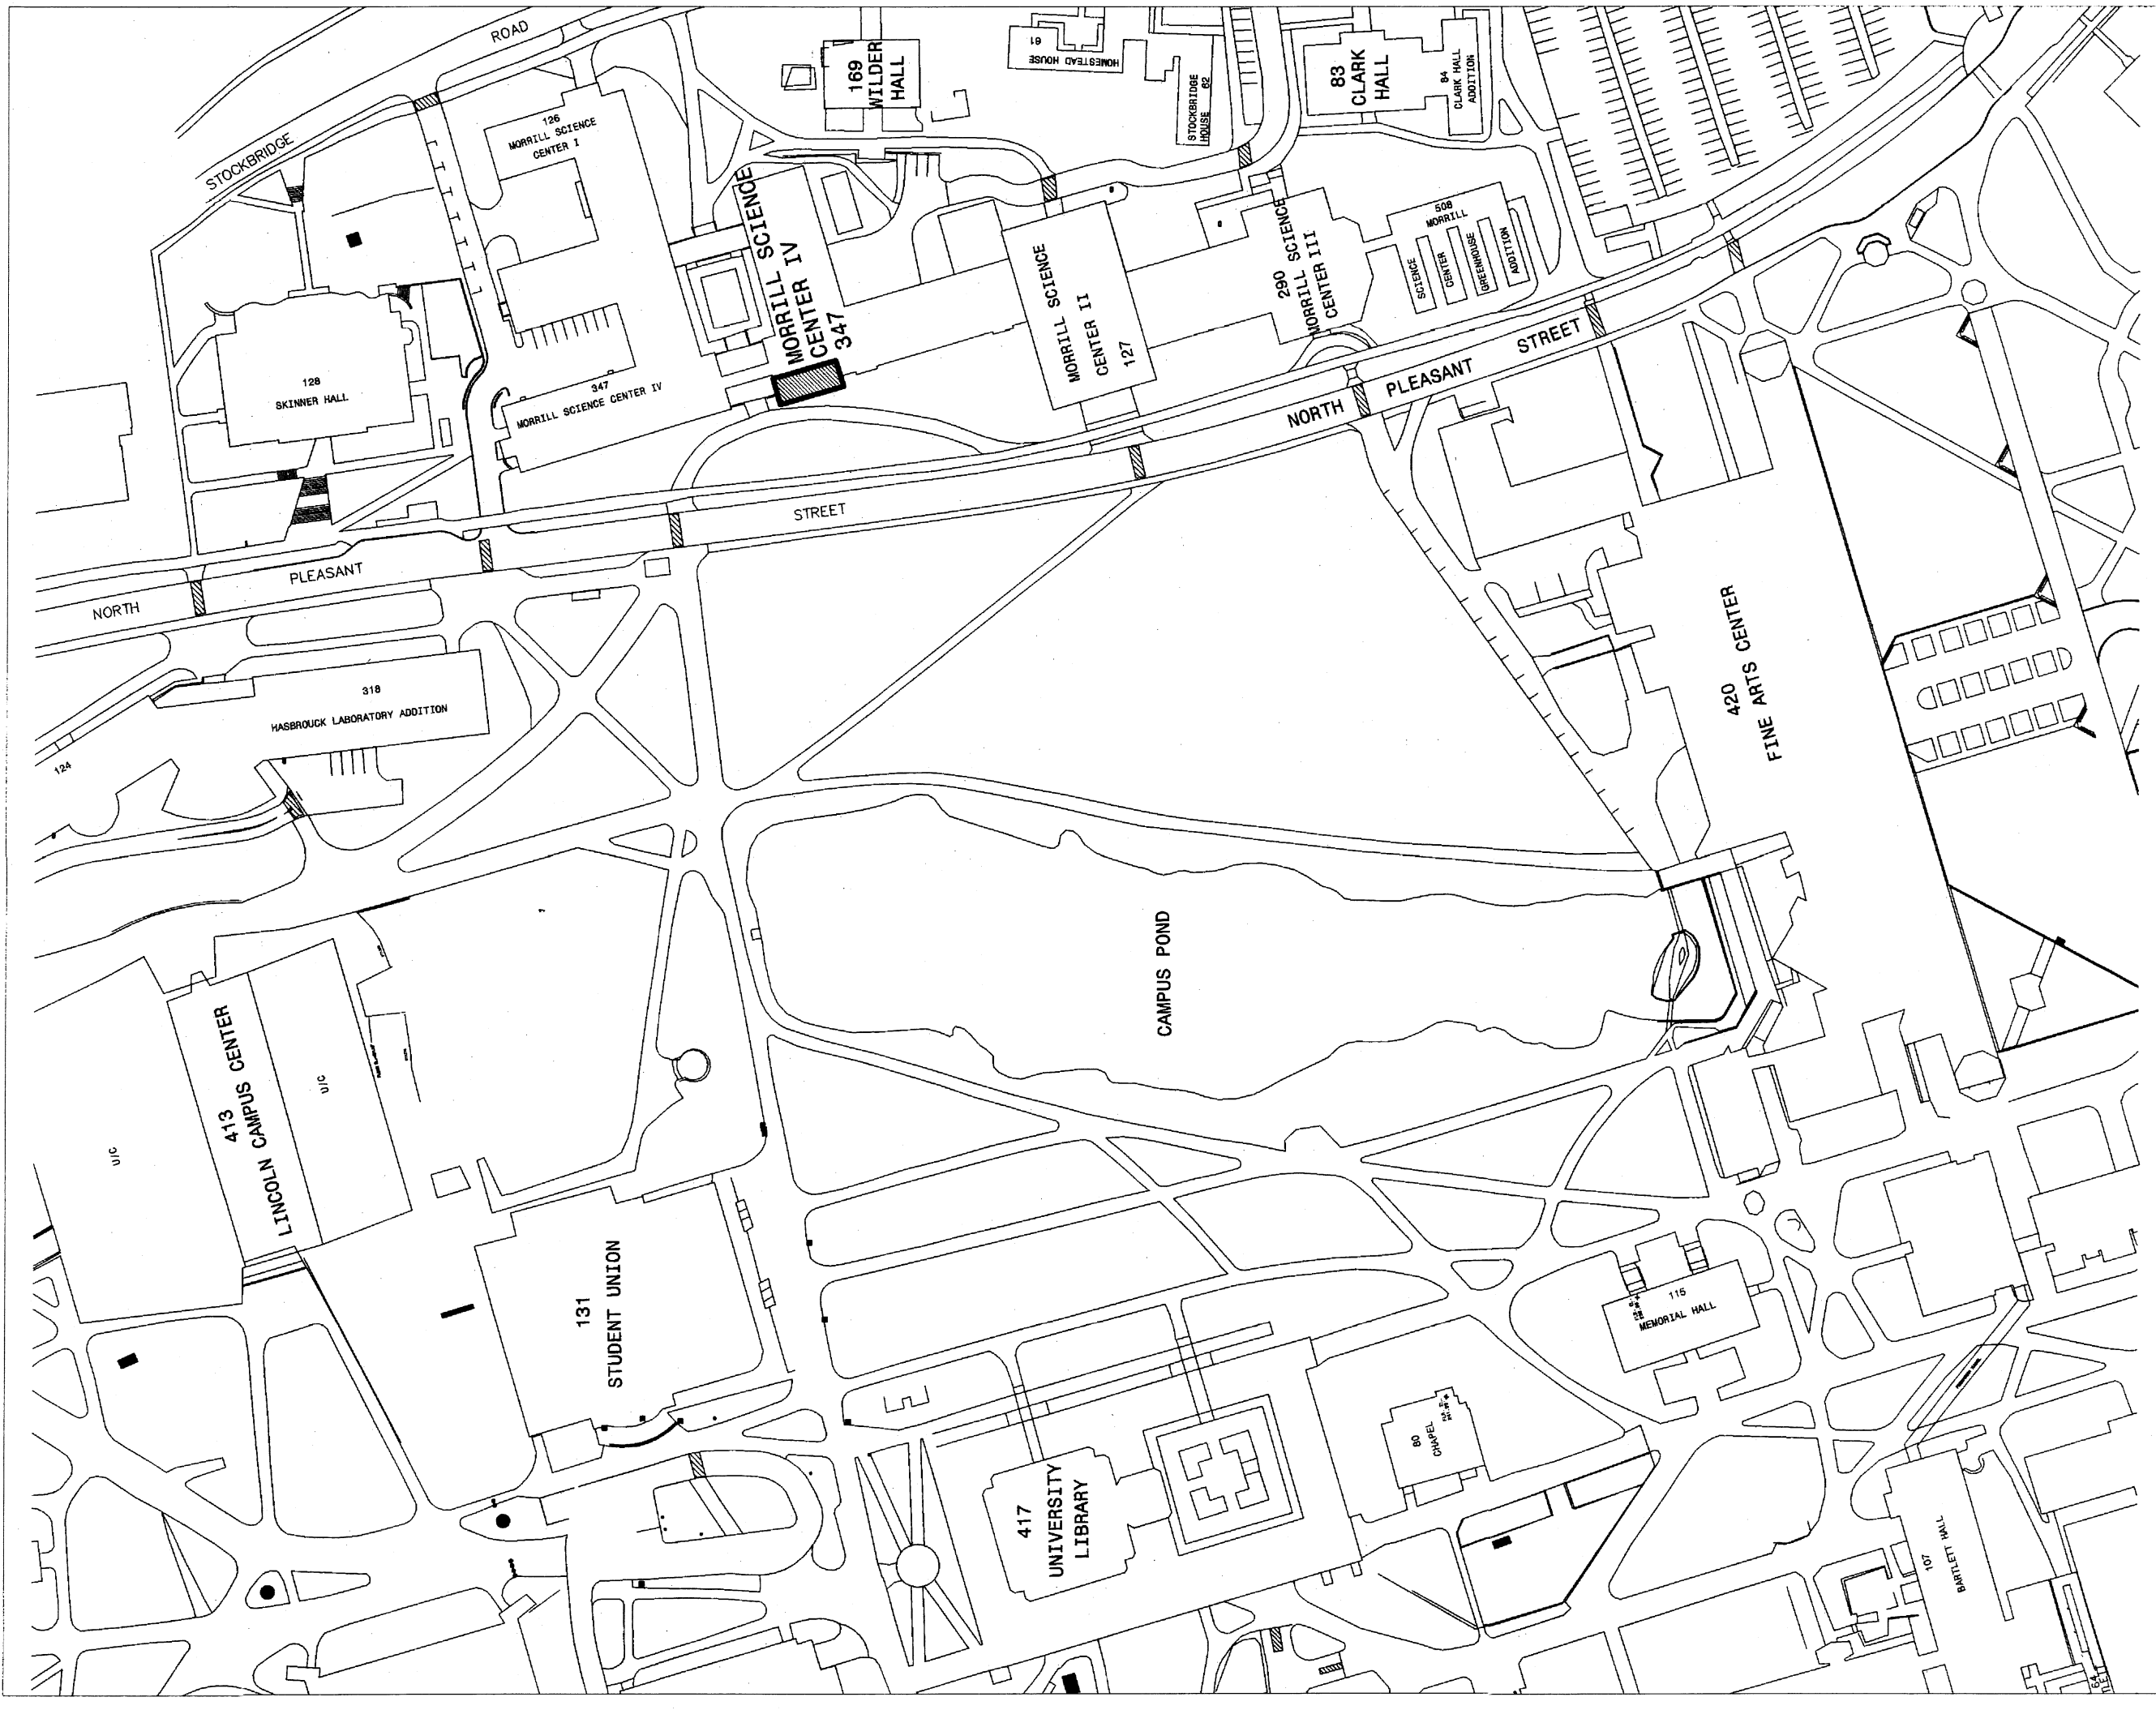 ROAD
STOCKBRIDGE
126
MORRILL SCIENCE
CENTER I
169
WILDER
HALL
61
HOMESTEAD HOUSE
STOCKBRIDGE
HOUSE 62
83
CLARK
HALL
84
CLARK HALL
ADDITION
MORRILL SCIENCE
CENTER IV
347
MORRILL SCIENCE
CENTER II
127
290
MORRILL SCIENCE
CENTER III
508
MORRILL
SCIENCE
CENTER
GREENHOUSE
ADDITION
128
SKINNER HALL
347
MORRILL SCIENCE CENTER IV
NORTH PLEASANT STREET
NORTH PLEASANT STREET
318
HASBROUCK LABORATORY ADDITION
124
420
FINE ARTS CENTER
CAMPUS POND
413
LINCOLN CAMPUS CENTER
U/C
U/C
131
STUDENT UNION
115
MEMORIAL HALL
417
UNIVERSITY
LIBRARY
80
CHAPEL
107
BARTLETT HALL
64